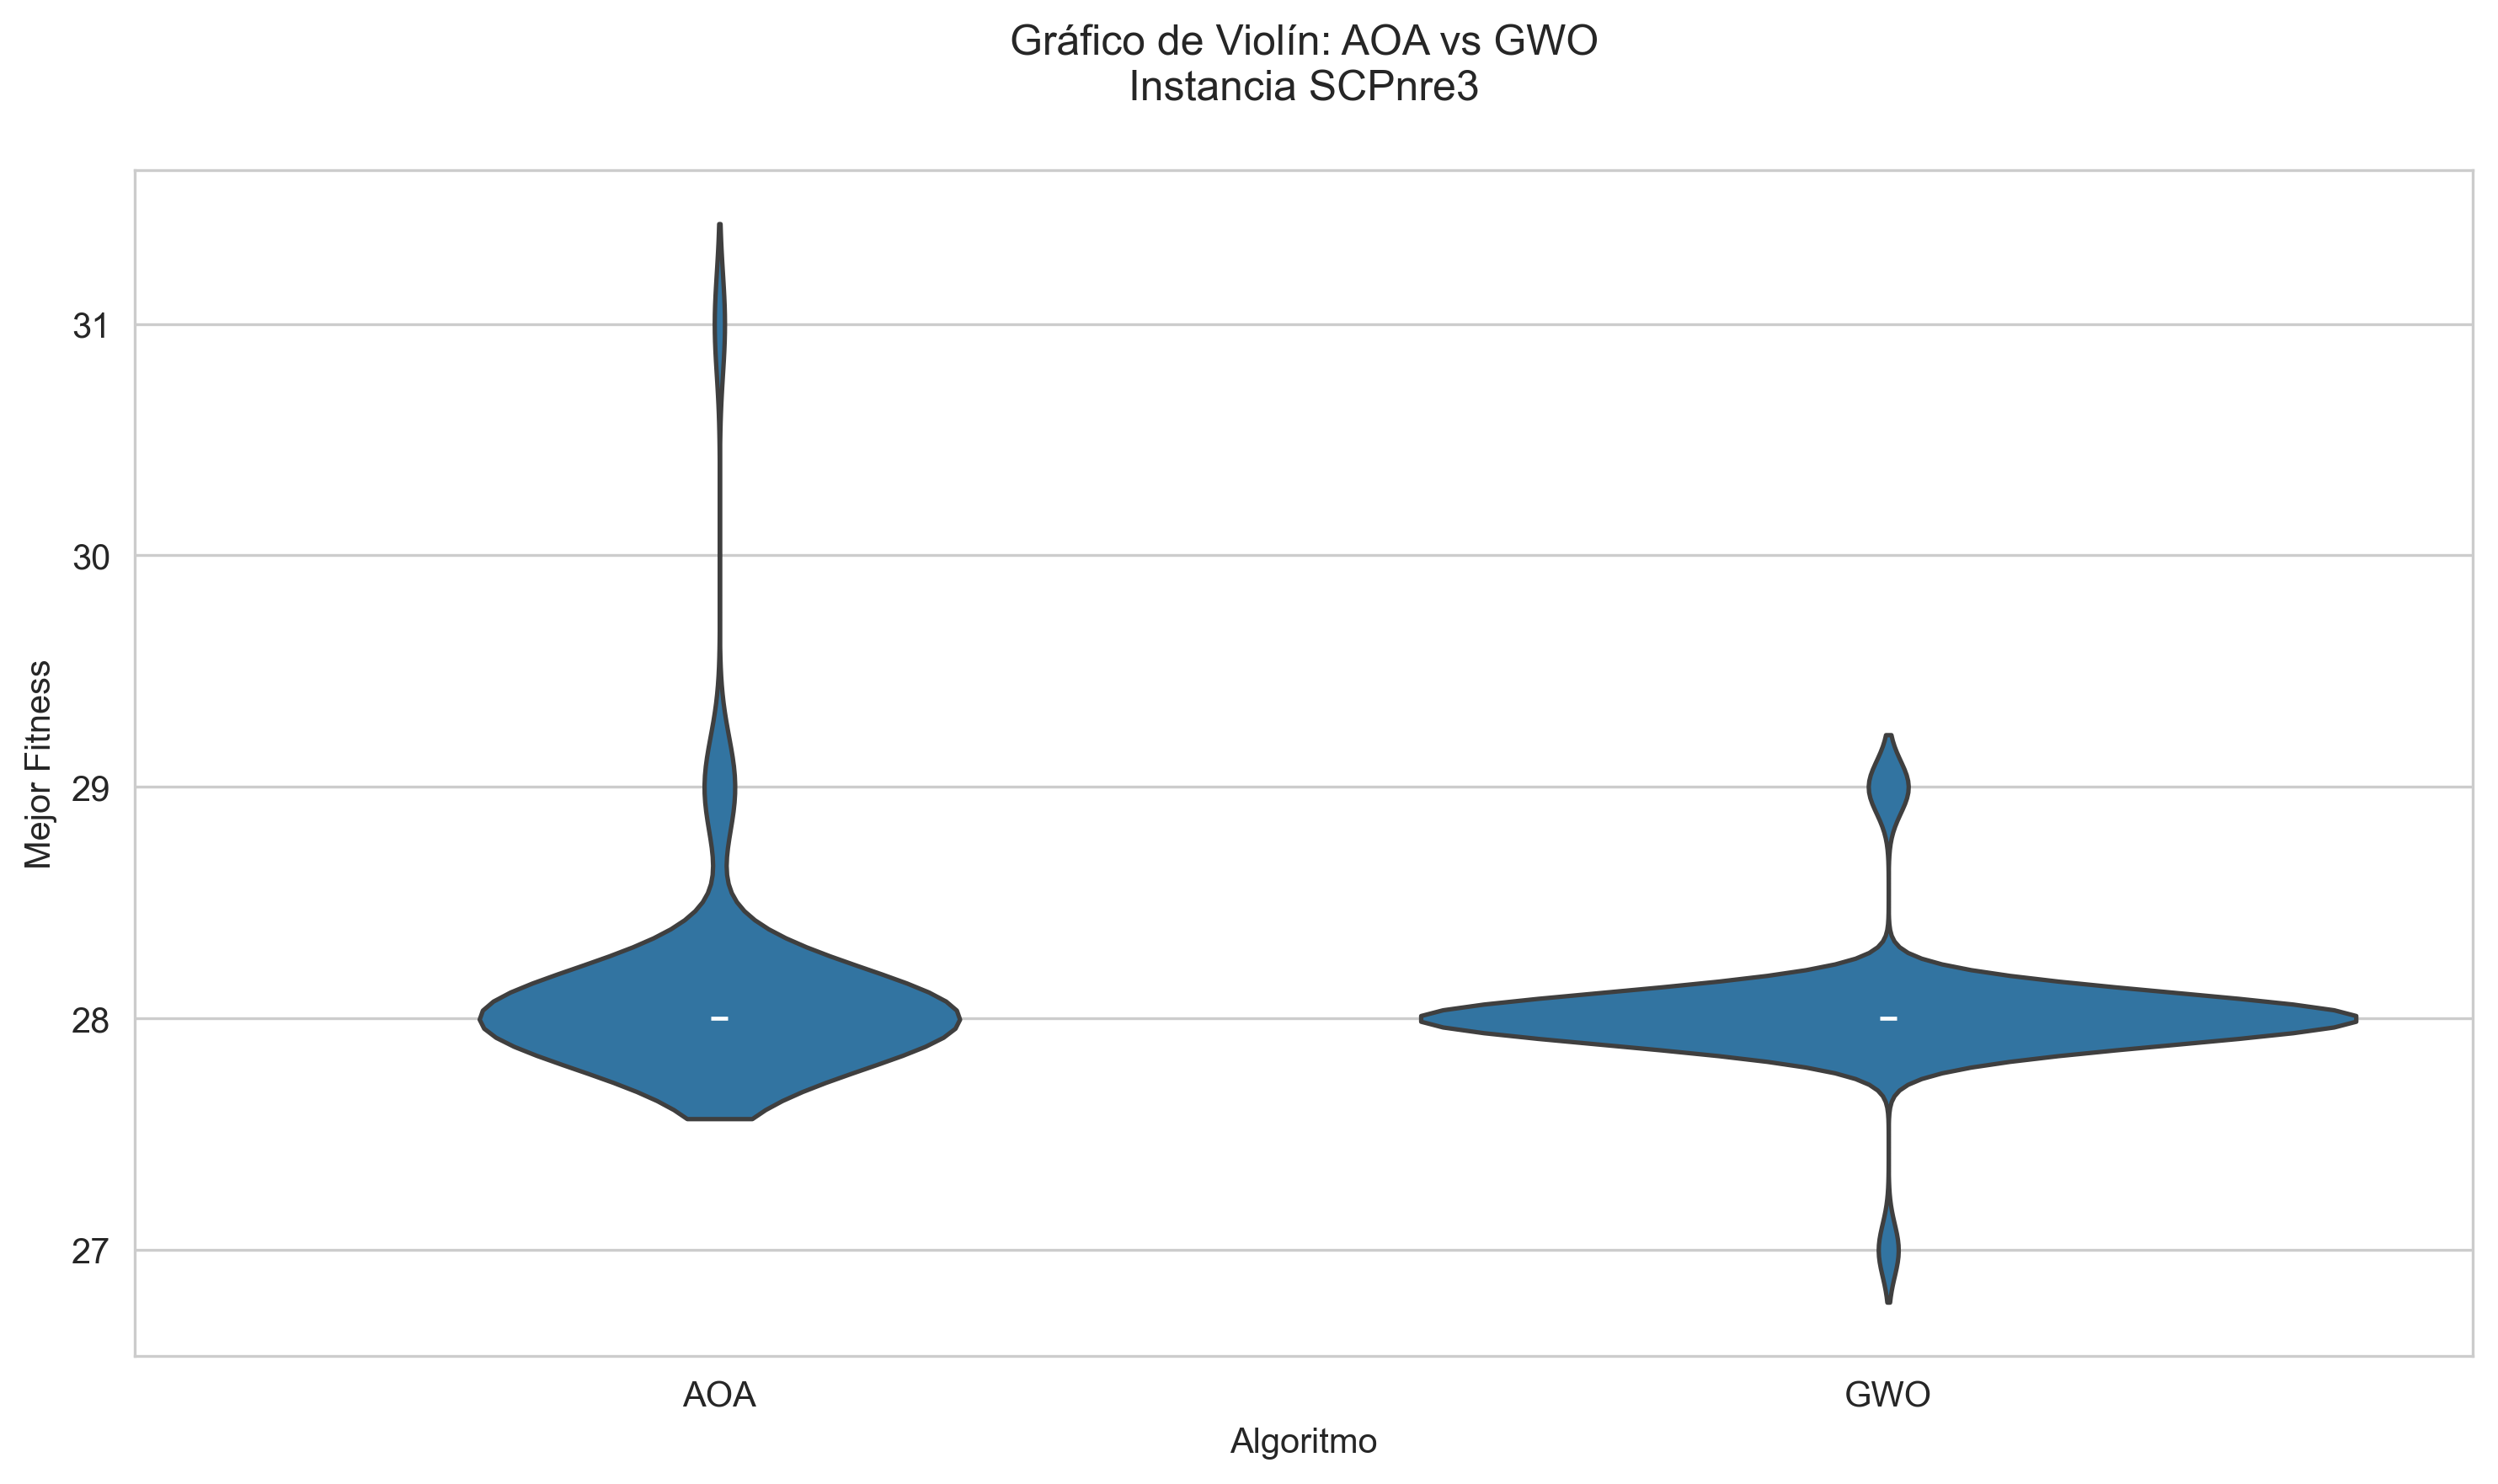 Gráfico de Violín: AOA vs GWO
Instancia SCPnre3
Mejor Fitness
31
30
29
28
27
AOA
GWO
Algoritmo